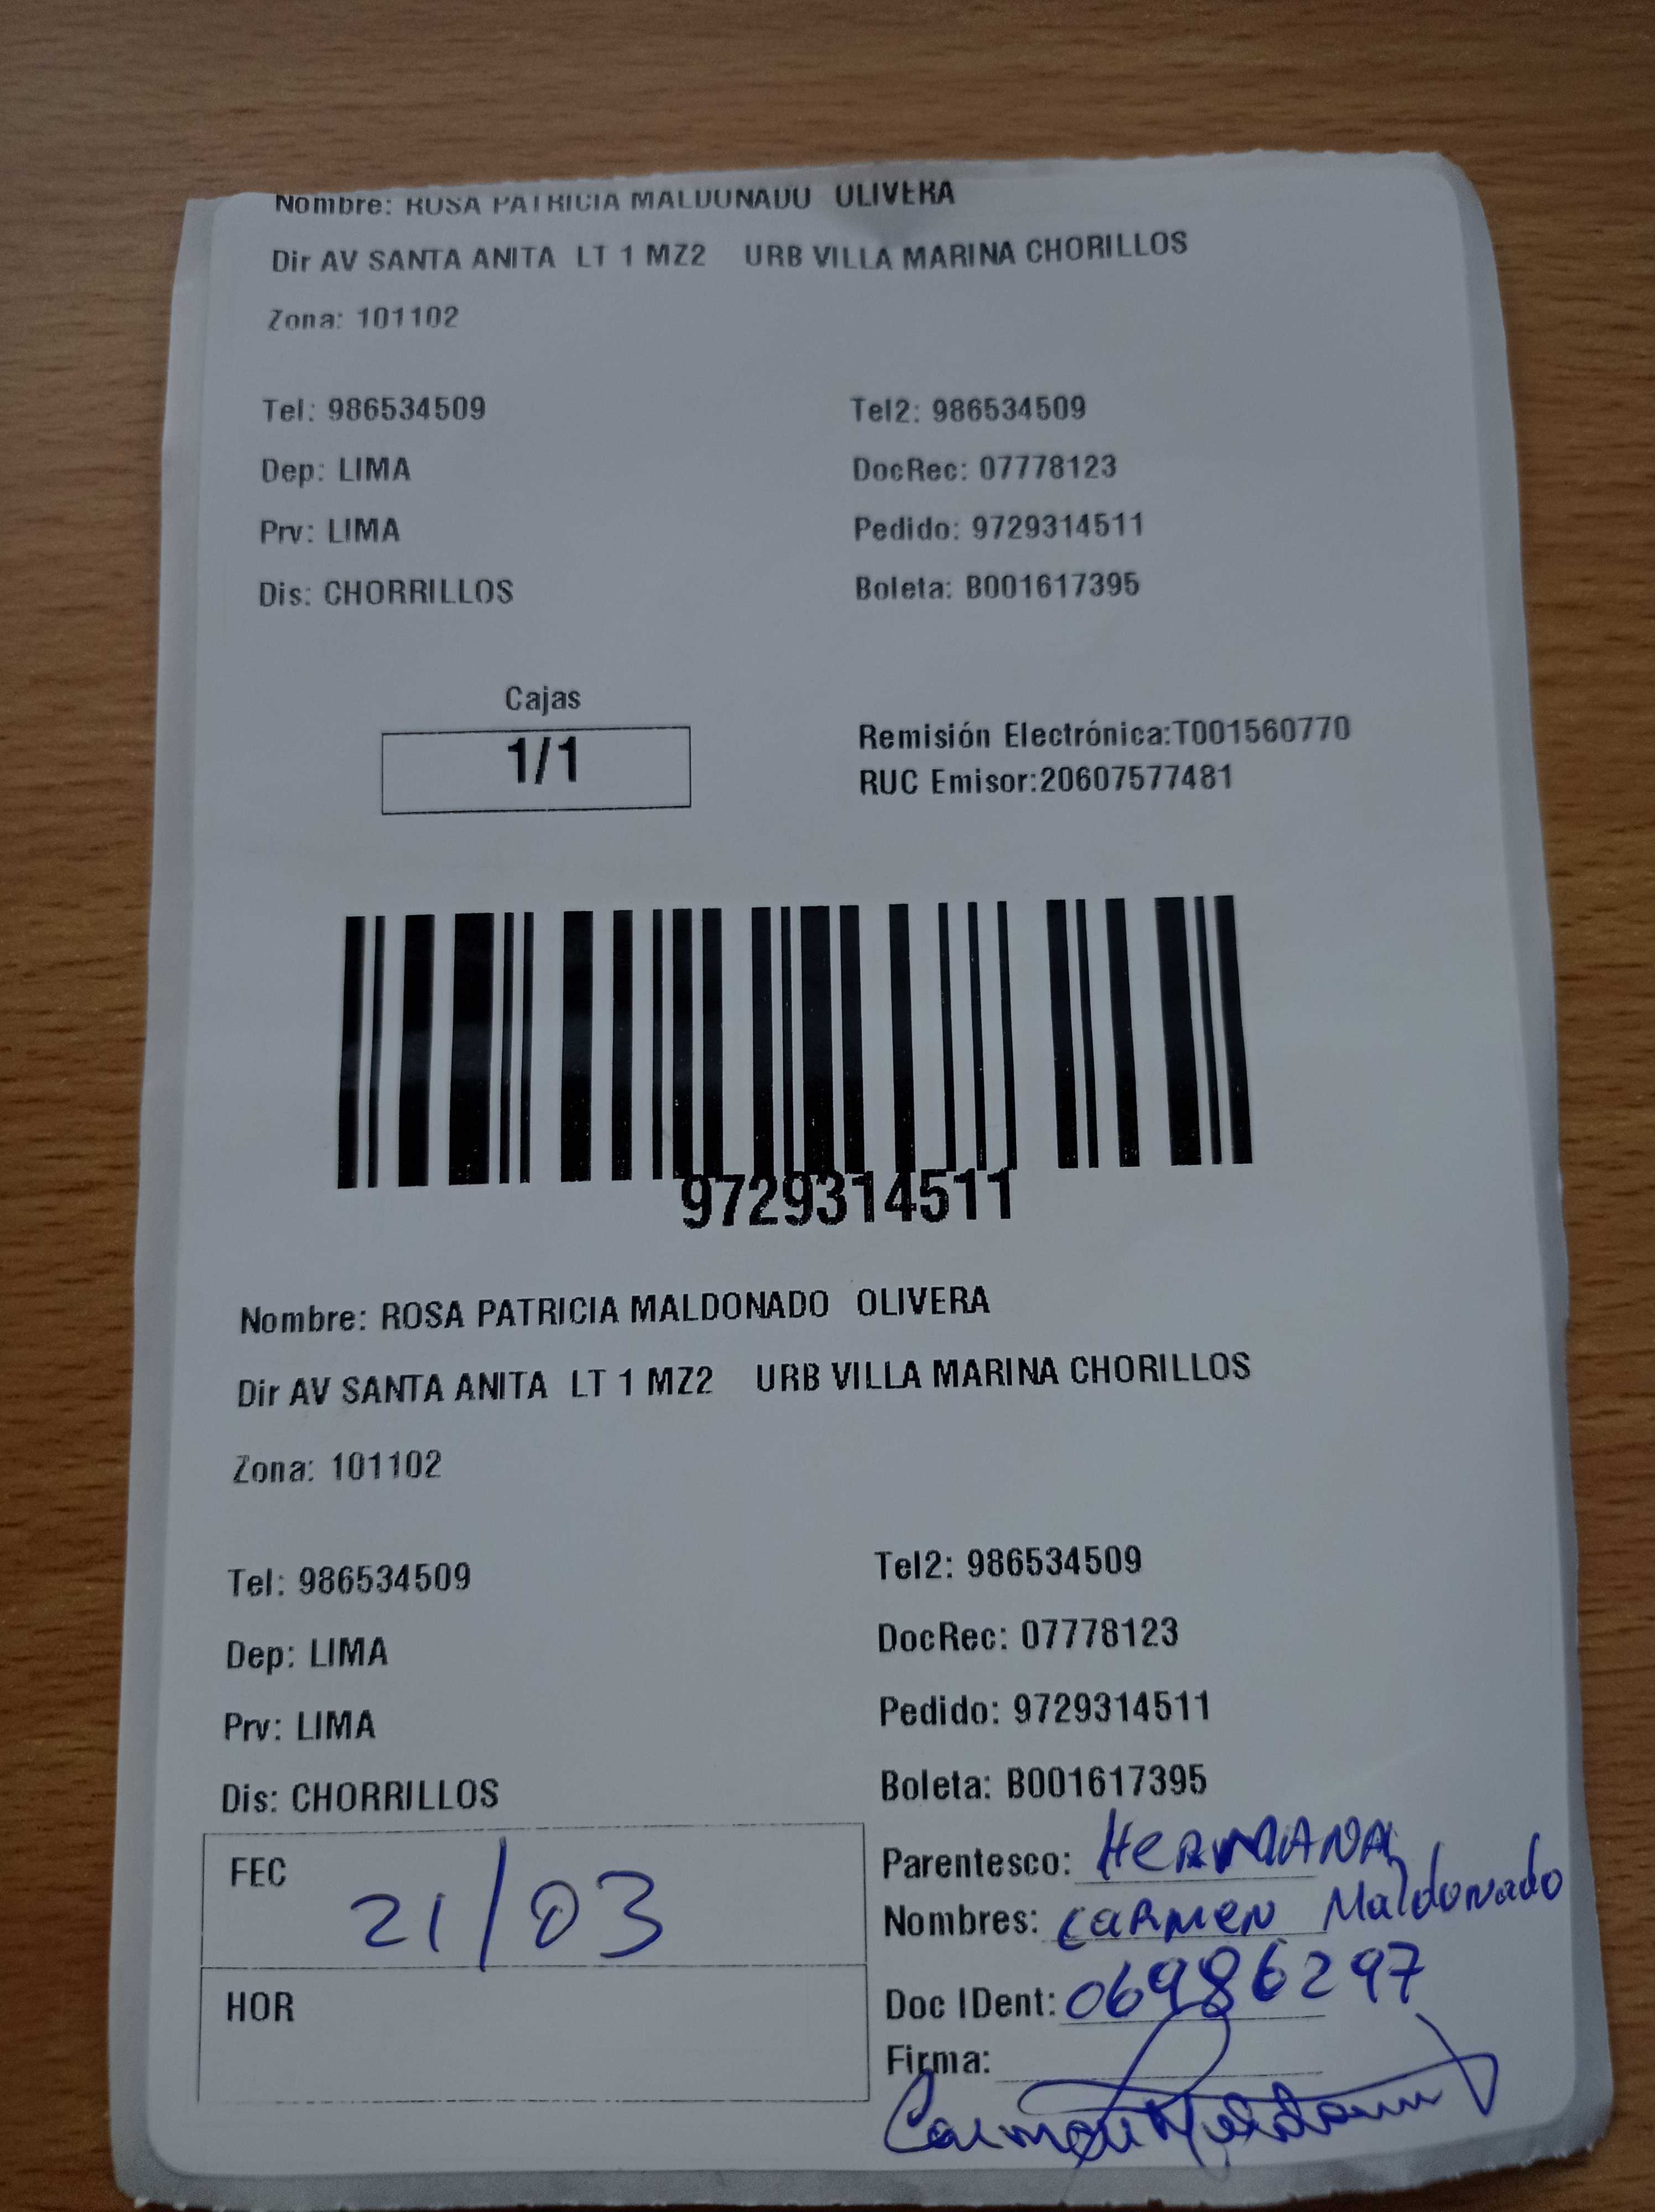 Nombre: ROSA PATRICIA MALDONADO OLIVERA
Dir AV SANTA ANITA LT 1 MZ2 URB VILLA MARINA CHORILLOS
Zona: 101102
Tel: 986534509 Tel2: 986534509
Dep: LIMA DocRec: 07778123
Prv: LIMA Pedido: 9729314511
Dis: CHORRILLOS Boleta: B001617395
Cajas
1/1
Remisión Electrónica:T001560770
RUC Emisor:20607577481
9729314511
Nombre: ROSA PATRICIA MALDONADO OLIVERA
Dir AV SANTA ANITA LT 1 MZ2 URB VILLA MARINA CHORILLOS
Zona: 101102
Tel: 986534509 Tel2: 986534509
Dep: LIMA DocRec: 07778123
Prv: LIMA Pedido: 9729314511
Dis: CHORRILLOS Boleta: B001617395
FEC 21/03
HOR
Parentesco: HERMANA
Nombres: CARMEN Maldonado
Doc IDent: 06986297
Firma: